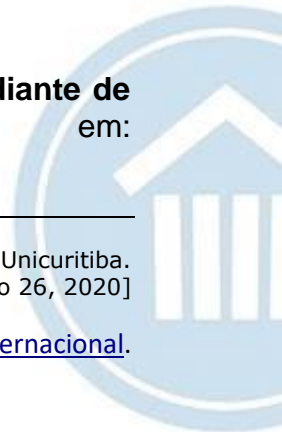 diante de
em:
Unicuritiba.
o 26, 2020]
ernacional.